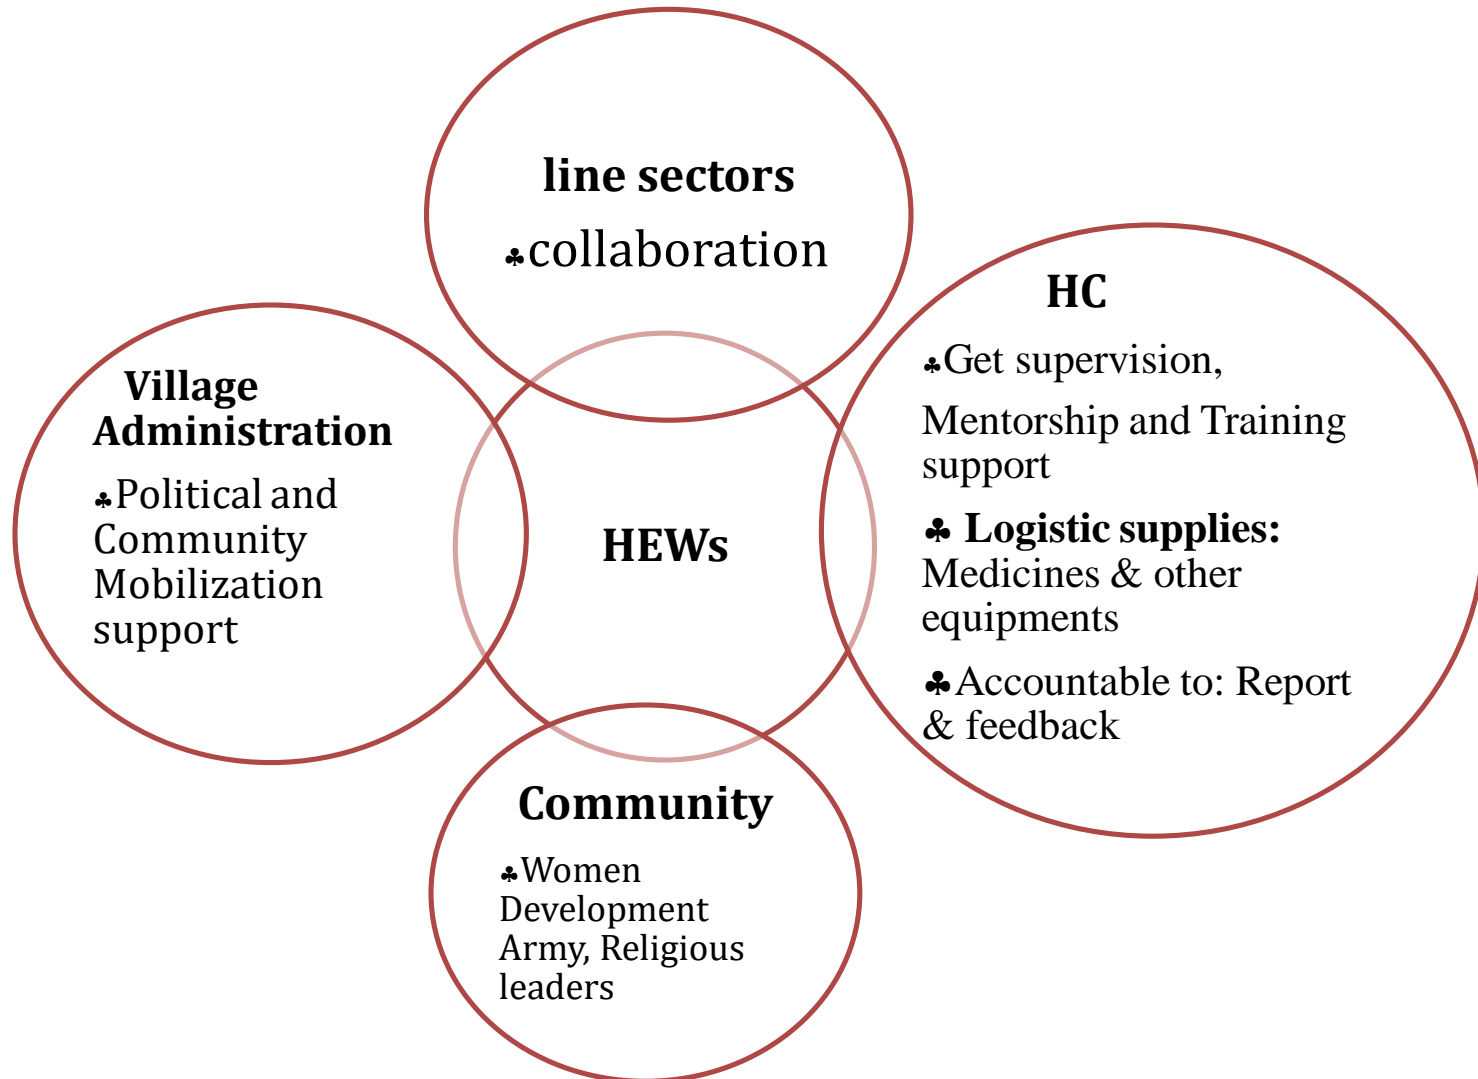 line sectors
♣collaboration
HC
♣Get supervision,
Mentorship and Training
support
♣ Logistic supplies:
Medicines & other
equipments
♣Accountable to: Report
& feedback
Village
Administration
♣Political and
Community
Mobilization
support
HEWs
Community
♣Women
Development
Army, Religious
leaders